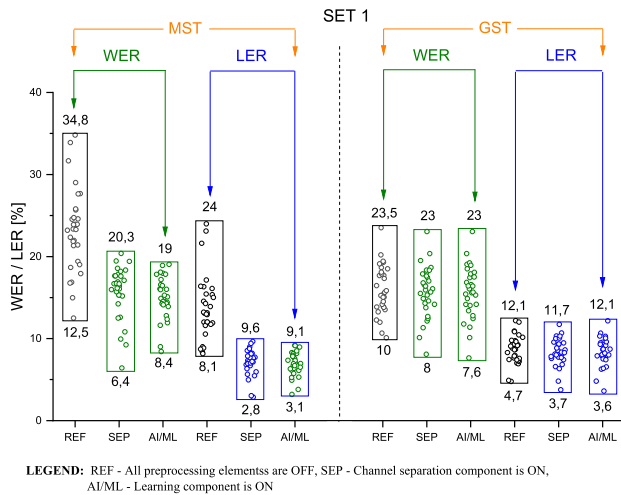 SET 1
MST GST
WER LER WER LER
WER / LER [%]
40
30
20
10
0
34,8 20,3 19 24 9,6 9,1 23,5 23 23 12,1 11,7 12,1
12,5 6,4 8,4 8,1 2,8 3,1 10 8 7,6 4,7 3,7 3,6
REF SEP AI/ML REF SEP AI/ML REF SEP AI/ML REF SEP AI/ML
LEGEND: REF - All preprocessing elementss are OFF, SEP - Channel separation component is ON,
AI/ML - Learning component is ON